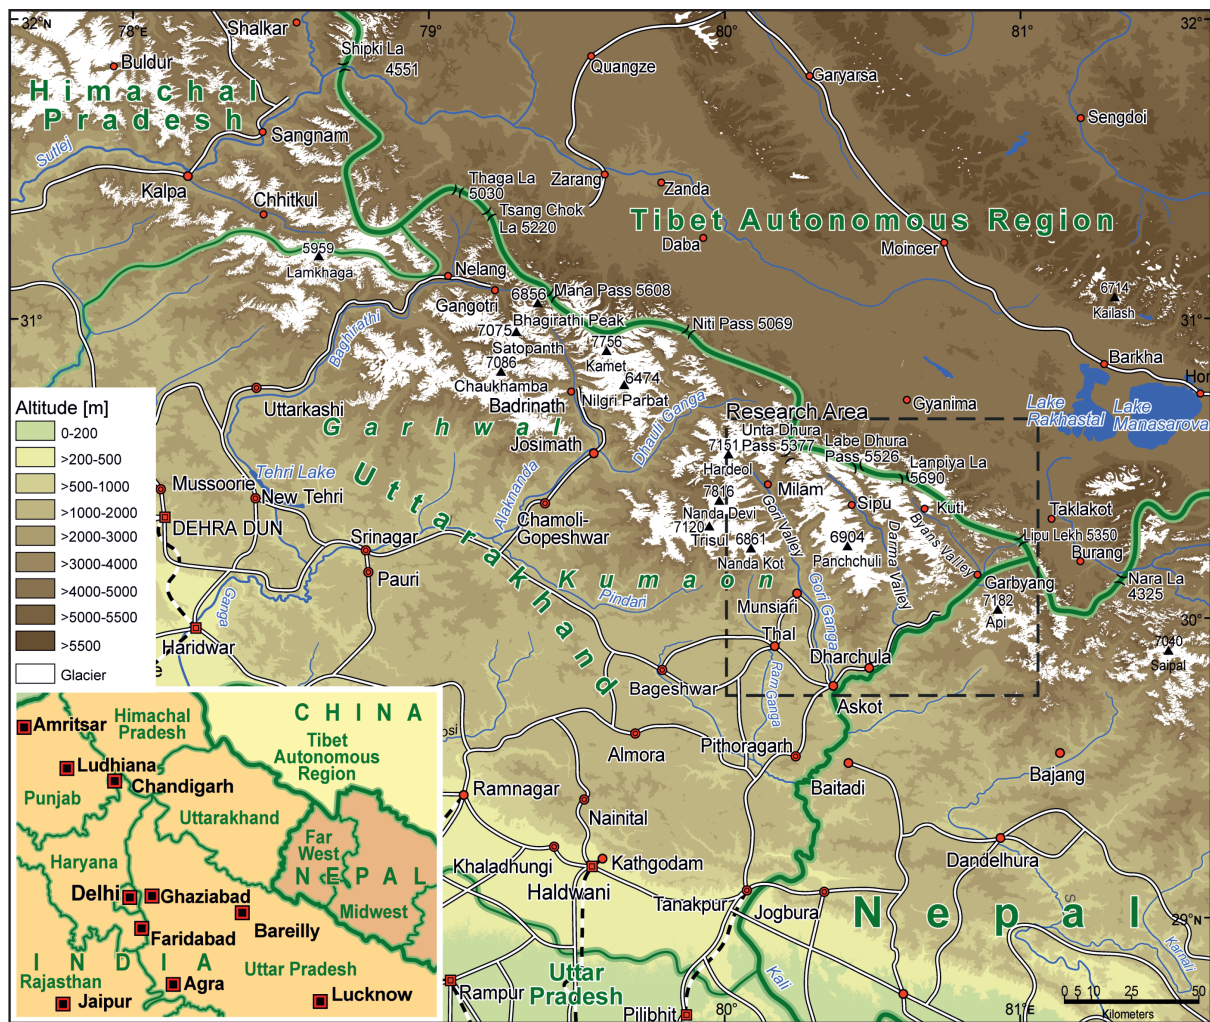 32°N
78°E
79°
80°
81°
32°
Shalkar
Shipki La
4551
Buldur
Quangze
Garyarsa
Himachal
Pradesh
Sengdoi
Sangnam
Sutlej
Kalpa
Chhitkul
Thaga La
5030
Zarang
Zanda
Tsang Chok
La 5220
Tibet Autonomous Region
Daba
Moincer
5959
Lamkhaga
Nelang
Gangotri
6856
Mana Pass 5608
Bhagirathi Peak
6714
Kailash
31°
31°
Baghirathi
7075
Satopanth
7756
Kamet
Niti Pass 5069
7086
Chaukhamba
6474
Nilgri Parbat
Barkha
Hor
Badrinath
Uttarkashi
Garhwal
Dhauli Ganga
Gyanima
Lake
Rakhastal
Lake
Manasarova
Research Area
Josimath
7151
Hardeol
Unta Dhura
Pass 5377
Labe Dhura
Pass 5526
Lanpiya La
5690
Altitude [m]
0-200
>200-500
>500-1000
>1000-2000
>2000-3000
>3000-4000
>4000-5000
>5000-5500
>5500
Glacier
Uttarakhand
Tehri Lake
Mussoorie
New Tehri
DEHRA DUN
Alaknanda
Chamoli-
Gopeshwar
7816
Nanda Devi
7120
Trisul
6861
Nanda Kot
Milam
Gori Valley
Sipu
6904
Panchchuli
Darma Valley
Kuti
Byans Valley
Taklakot
Lipu Lekh 5350
Burang
Srinagar
Pauri
Kumaon
Pindari
Garbyang
7182
Api
Nara La
4325
Ganga
Munsiari
Gori Ganga
30°
Haridwar
Thal
Dharchula
7040
Saipal
Bageshwar
Ram Ganga
Askot
e
osi
Almora
Pithoragarh
Baitadi
Bajang
Ramnagar
Nainital
Khaladhungi
Kathgodam
Haldwani
Tanakpur
Jogbura
Dandelhura
Nepal
29°N
Karnali
Kali
Uttar
Pradesh
Rampur
Pilibhit
80°
81°E
0 5 10 25 50
Kilometers
CHINA
Amritsar
Himachal
Pradesh
Tibet
Autonomous
Region
Ludhiana
Chandigarh
Punjab
Uttarakhand
Far
West
NEPAL
Haryana
Delhi
Ghaziabad
Midwest
Bareilly
Faridabad
INDIA
Rajasthan
Agra
Uttar Pradesh
Jaipur
Lucknow